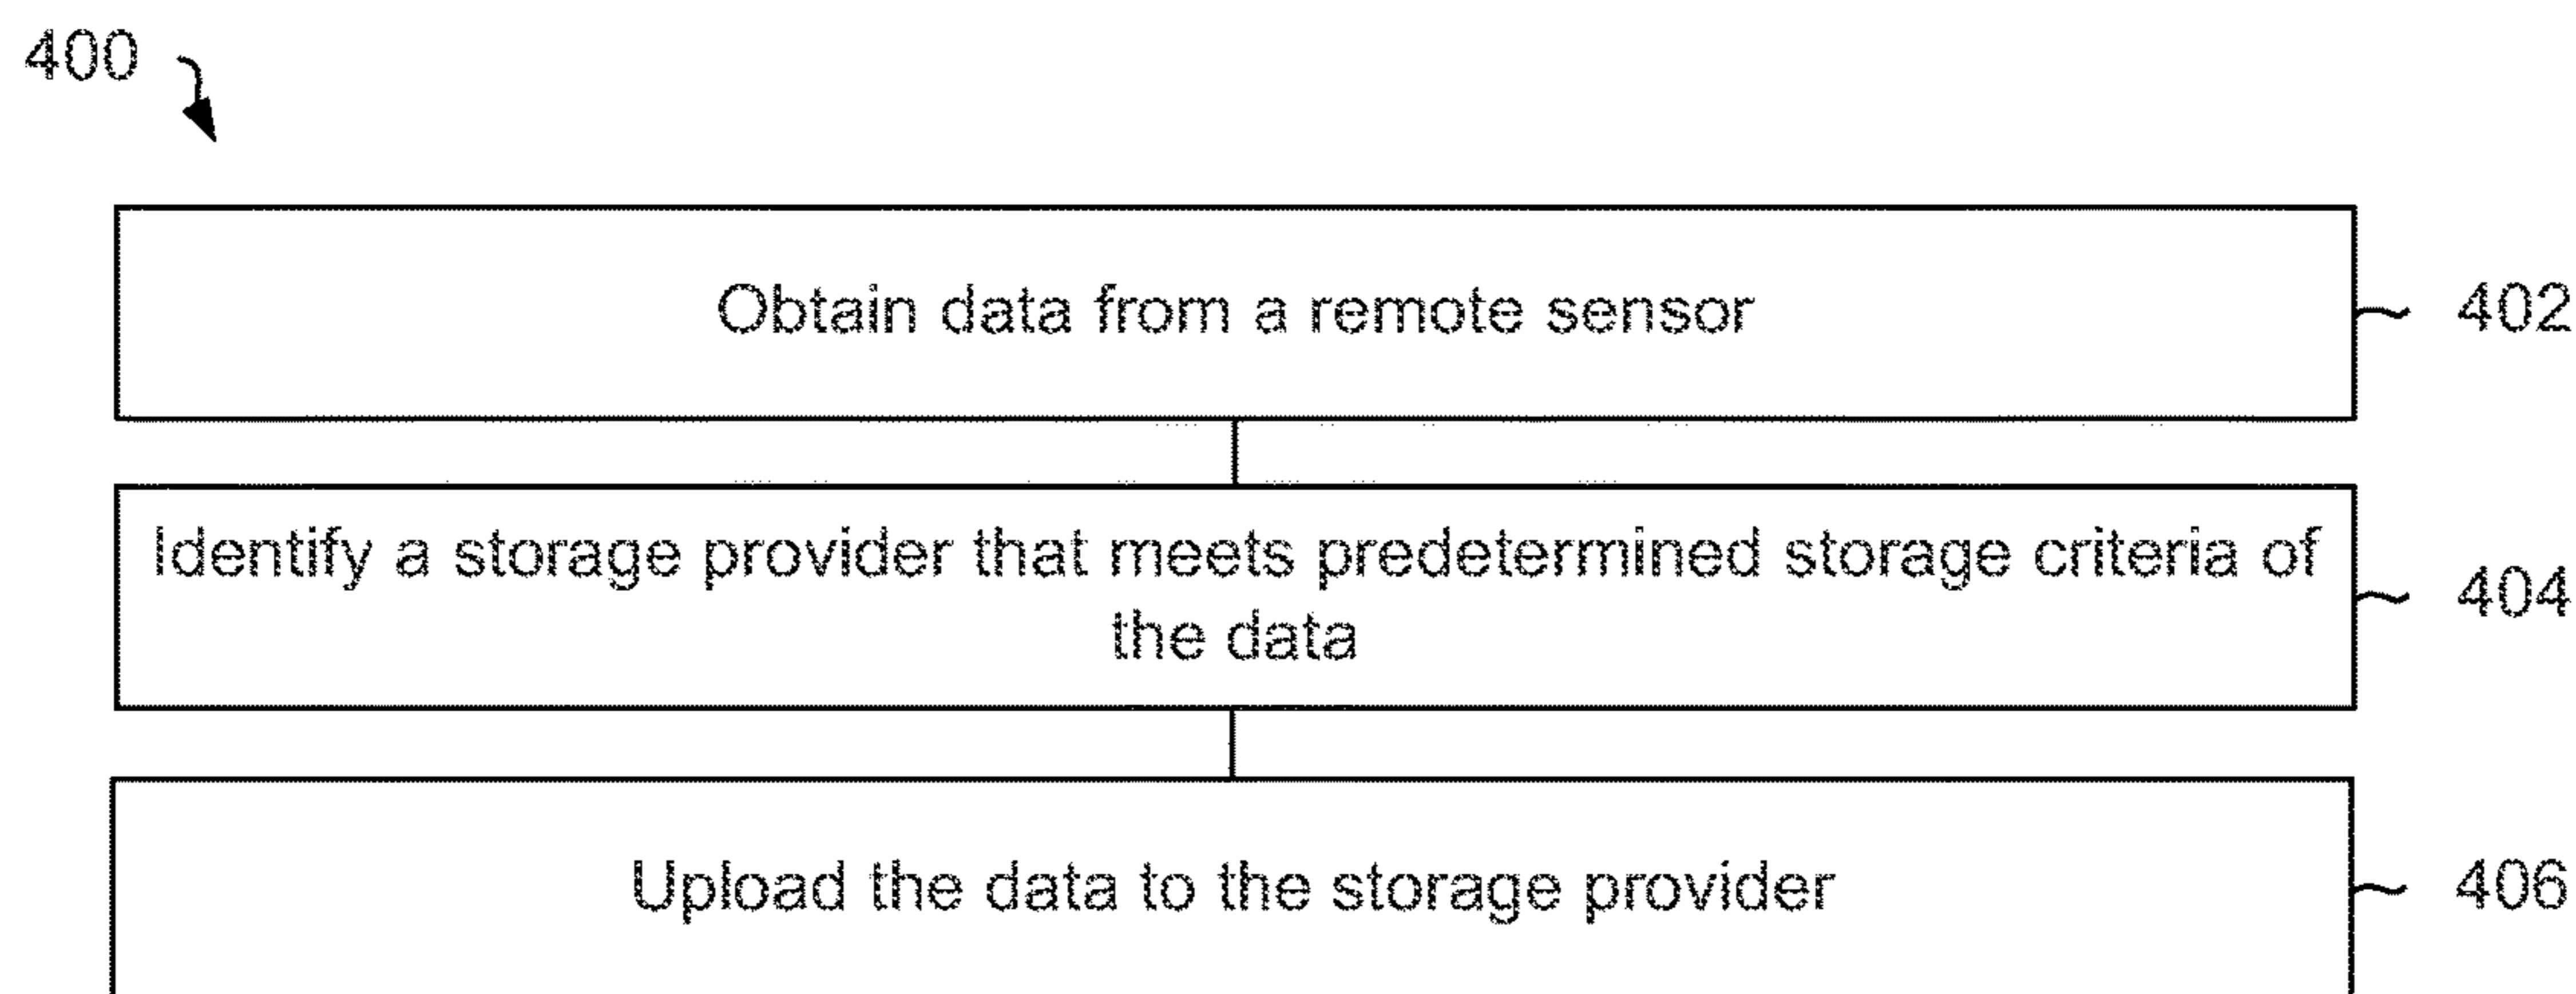 400
Obtain data from a remote sensor
402
Identify a storage provider that meets predetermined storage criteria of
the data
404
Upload the data to the storage provider
406